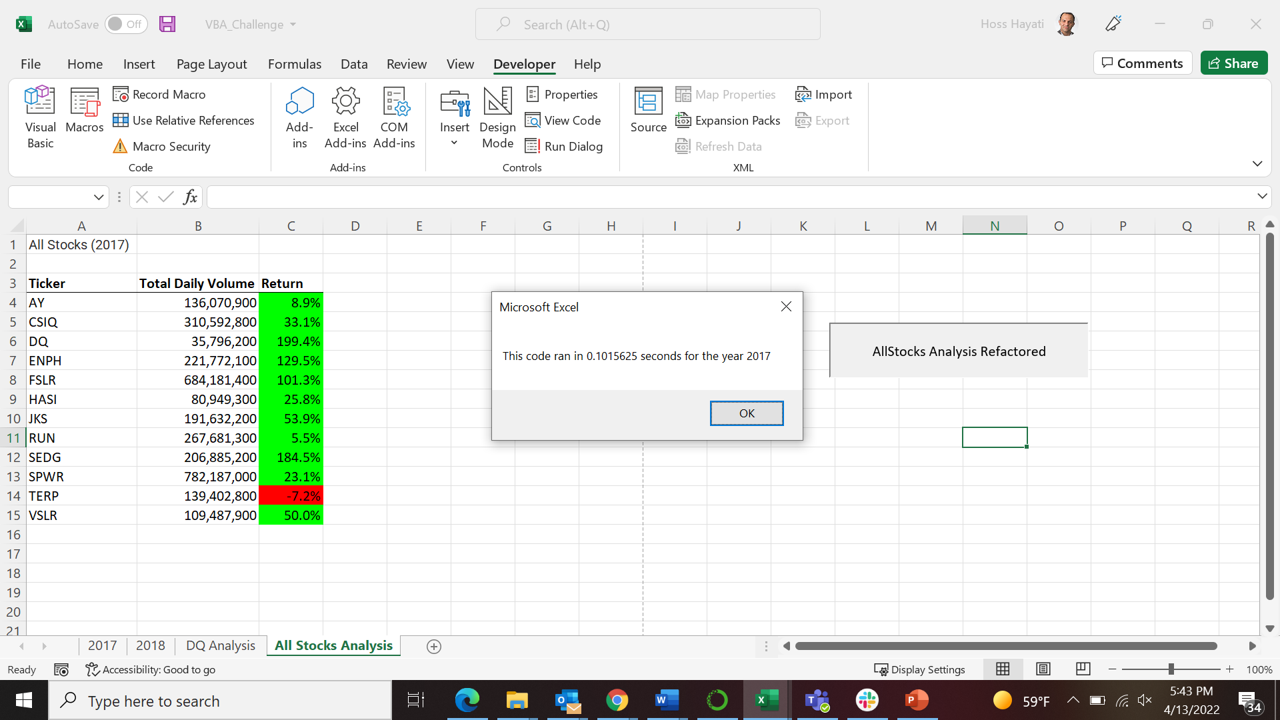 AutoSave Off VBA_Challenge Search (Alt+Q) Hoss Hayati
File Home Insert Page Layout Formulas Data Review View Developer Help Comments Share
Visual Basic
Macros
Record Macro
Use Relative References
Macro Security
Code
Add-ins
Excel Add-ins
COM Add-ins
Add-ins
Insert
Design Mode
Properties
View Code
Run Dialog
Controls
Source
Map Properties
Expansion Packs
Refresh Data
Import
Export
XML
fx
A B C D E F G H I J K L M N O P Q R
1 All Stocks (2017)
2
3 Ticker Total Daily Volume Return
4 AY 136,070,900 8.9%
5 CSIQ 310,592,800 33.1%
6 DQ 35,796,200 199.4%
7 ENPH 221,772,100 129.5%
8 FSLR 684,181,400 101.3%
9 HASI 80,949,300 25.8%
10 JKS 191,632,200 53.9%
11 RUN 267,681,300 5.5%
12 SEDG 206,885,200 184.5%
13 SPWR 782,187,000 23.1%
14 TERP 139,402,800 -7.2%
15 VSLR 109,487,900 50.0%
16
17
18
19
20
21
Microsoft Excel
This code ran in 0.1015625 seconds for the year 2017
OK
AllStocks Analysis Refactored
2017 2018 DQ Analysis All Stocks Analysis
Ready Accessibility: Good to go Display Settings 100%
Type here to search 59°F 5:43 PM
4/13/2022 34